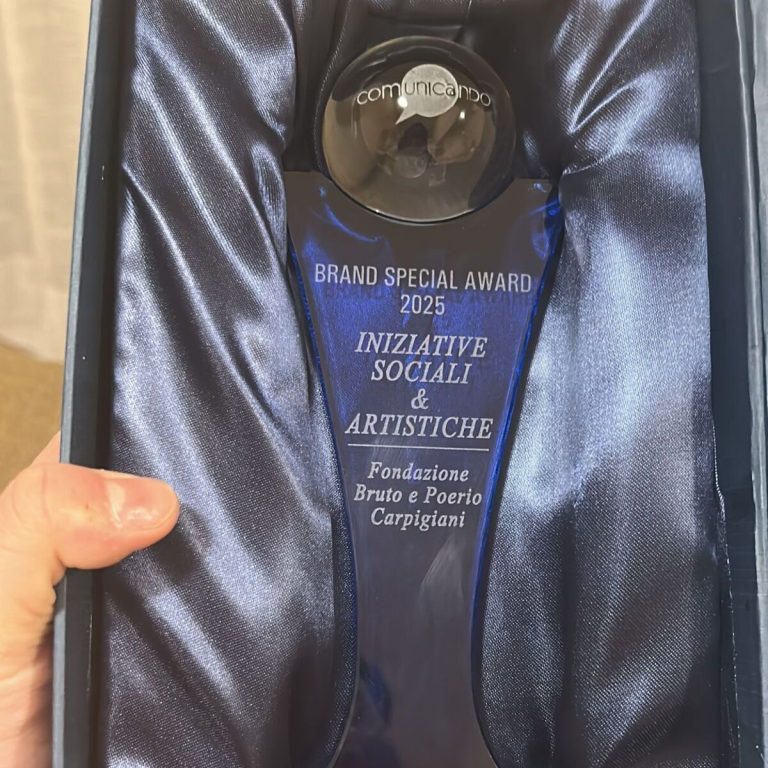 comunicando
BRAND SPECIAL AWARD
2025
INIZIATIVE
SOCIALI
&
ARTISTICHE
Fondazione
Bruto e Poerio
Carpigiani